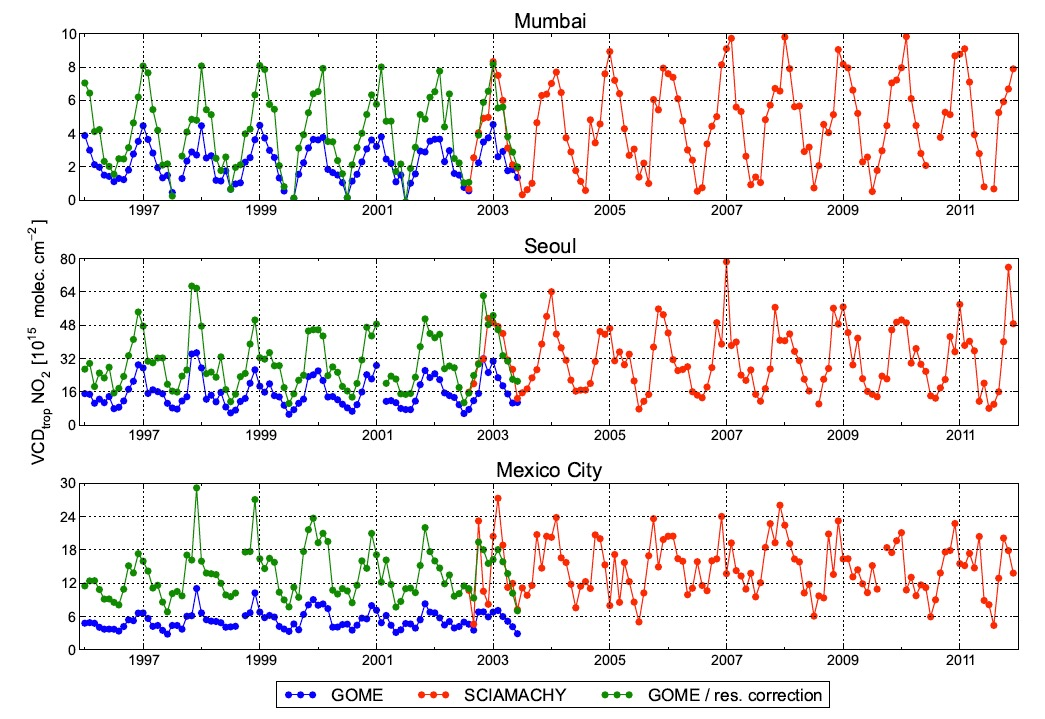 Mumbai
10
8
6
4
2
0
1997 1999 2001 2003 2005 2007 2009 2011
Seoul
80
64
48
32
16
0
1997 1999 2001 2003 2005 2007 2009 2011
VCDtrop NO2 [10^15 molec. cm^-2]
Mexico City
30
24
18
12
6
0
1997 1999 2001 2003 2005 2007 2009 2011
GOME SCIAMACHY GOME / res. correction